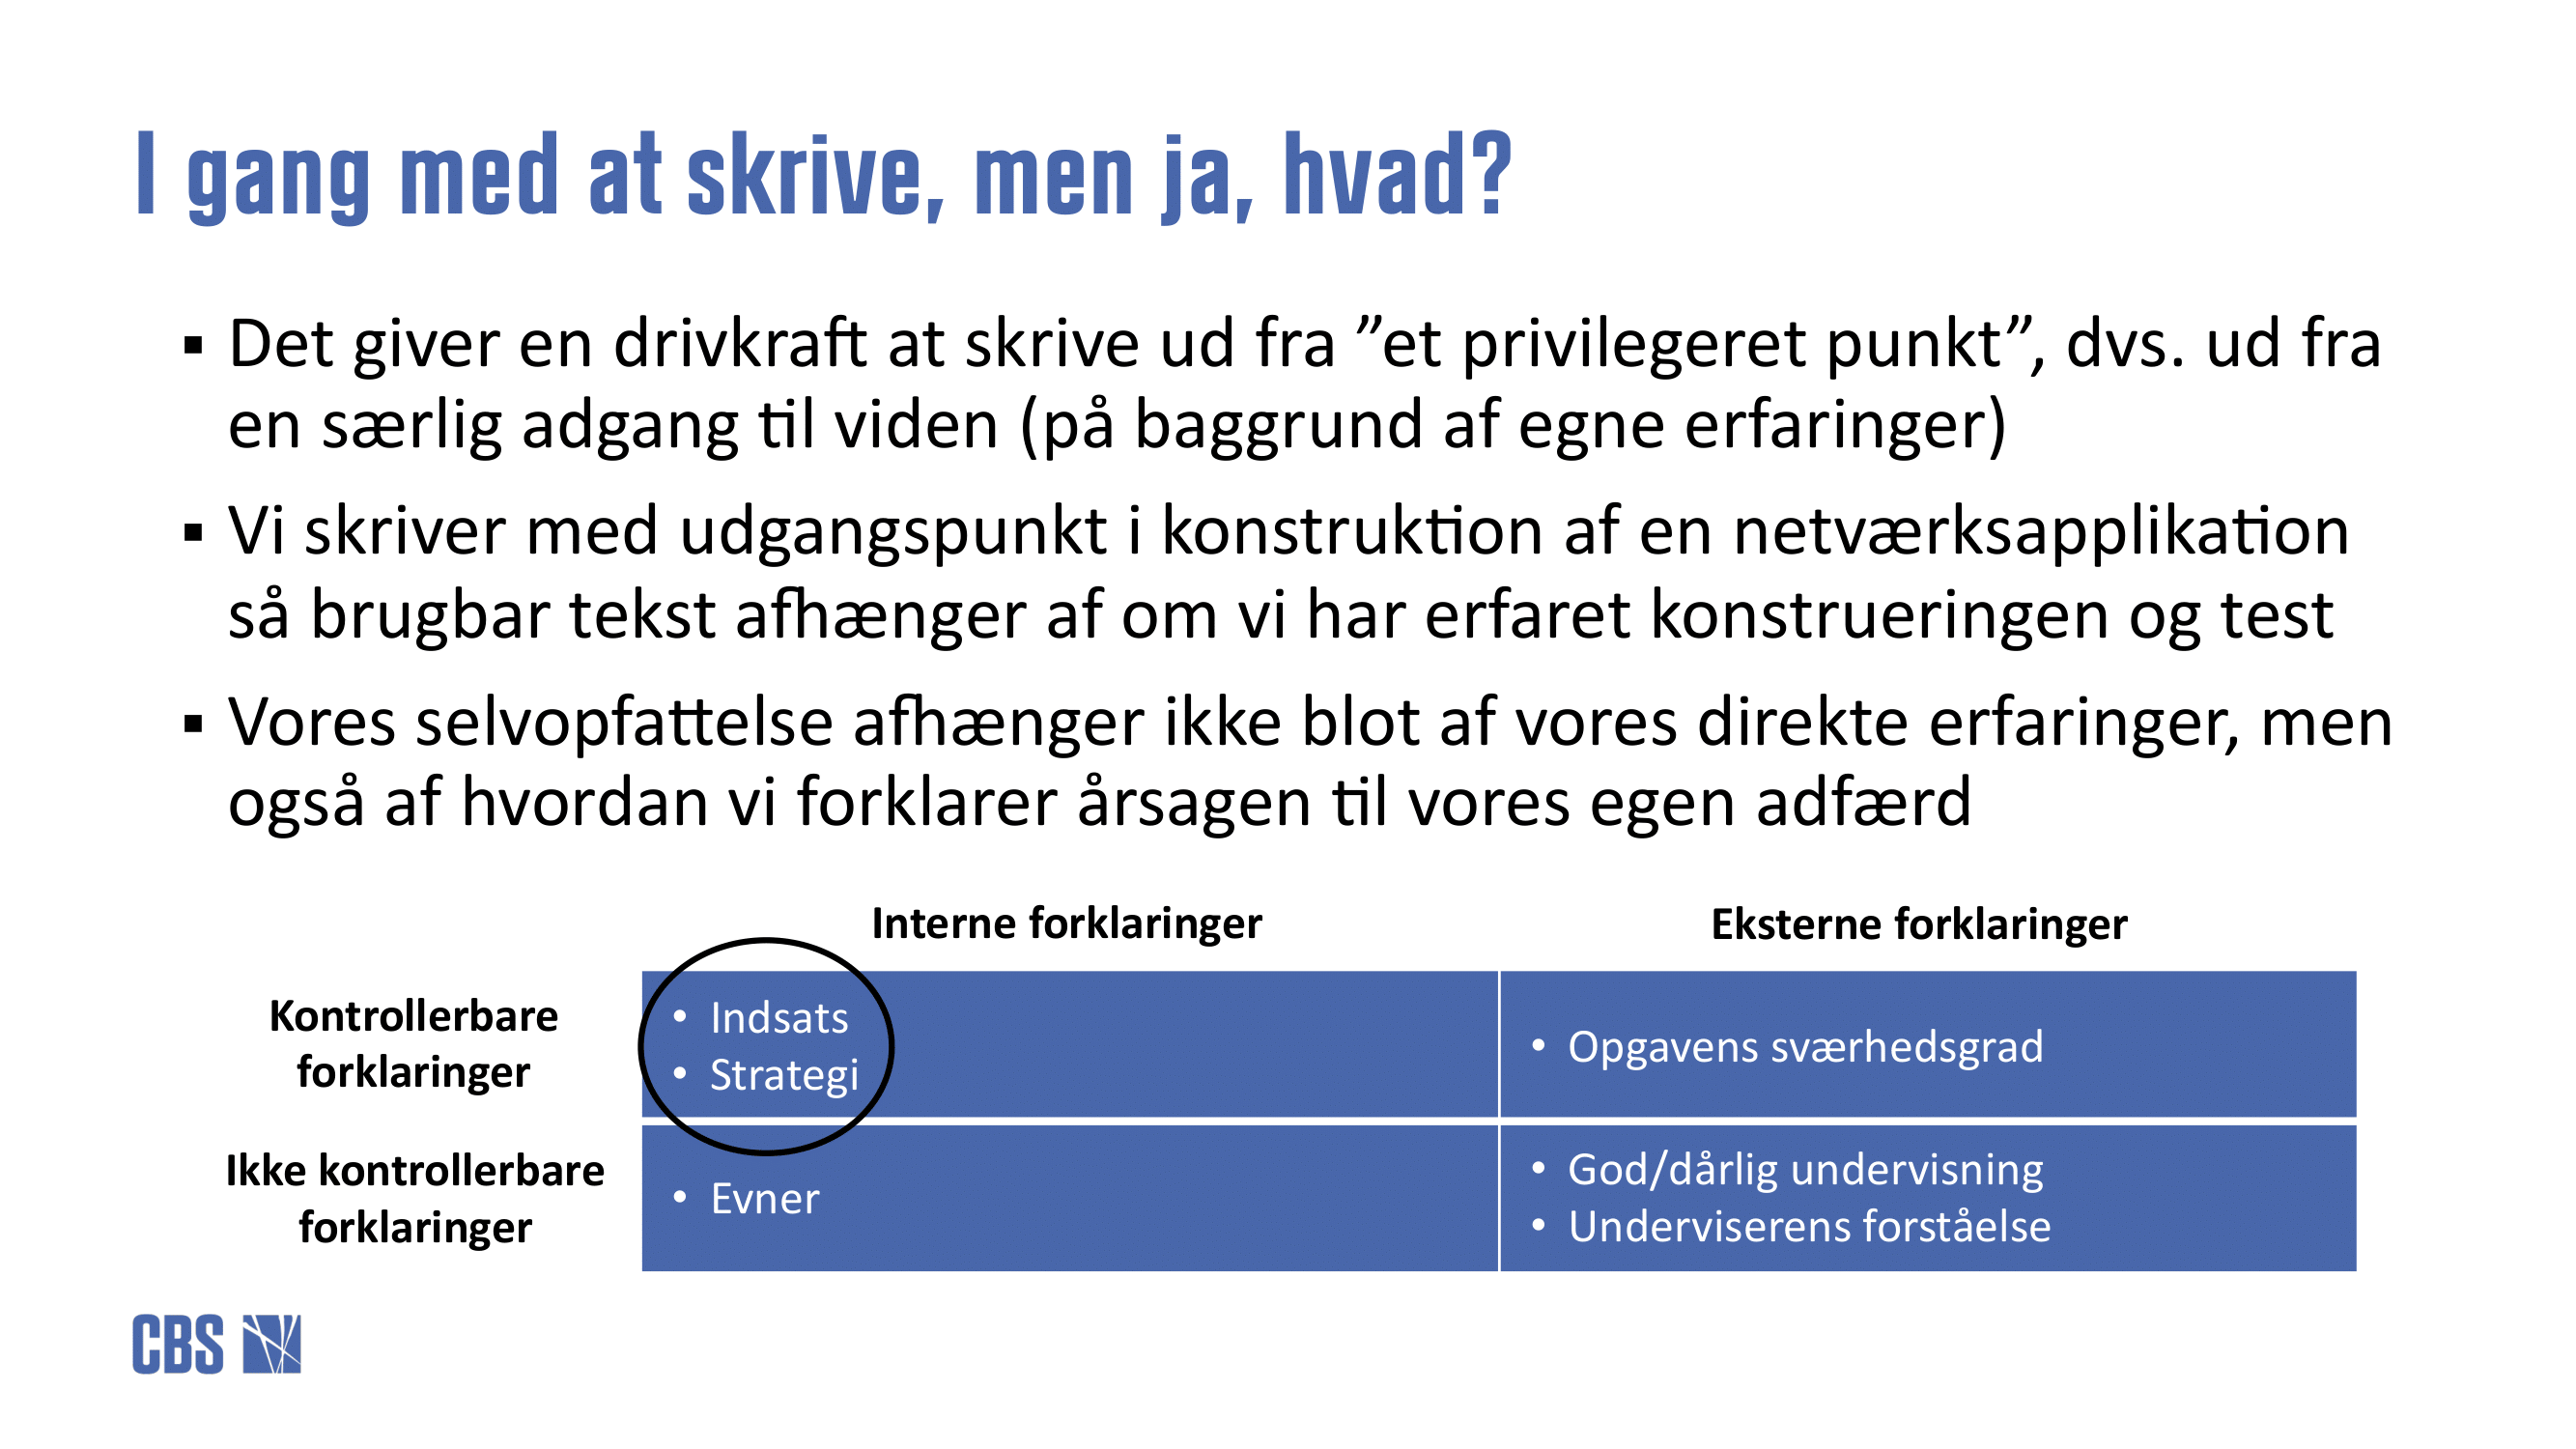 I gang med at skrive, men ja, hvad?
▪ Det giver en drivkraft at skrive ud fra ”et privilegeret punkt”, dvs. ud fra
en særlig adgang til viden (på baggrund af egne erfaringer)
▪ Vi skriver med udgangspunkt i konstruktion af en netværksapplikation
så brugbar tekst afhænger af om vi har erfaret konstrueringen og test
▪ Vores selvopfattelse afhænger ikke blot af vores direkte erfaringer, men
også af hvordan vi forklarer årsagen til vores egen adfærd
Interne forklaringer
Eksterne forklaringer
Kontrollerbare
forklaringer
• Indsats
• Strategi
• Opgavens sværhedsgrad
Ikke kontrollerbare
forklaringer
• Evner
• God/dårlig undervisning
• Underviserens forståelse
CBS